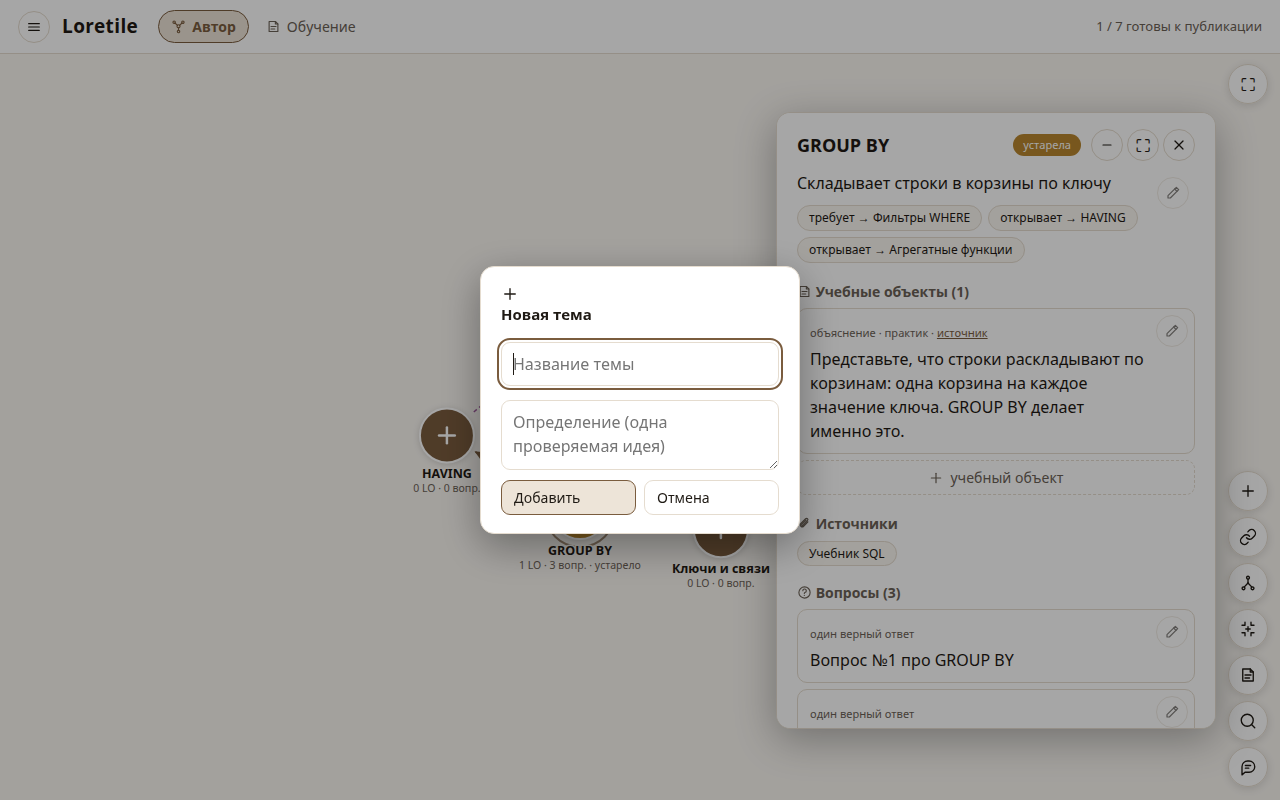 Loretile
Автор
Обучение
1 / 7 готовы к публикации
GROUP BY
устарела
Складывает строки в корзины по ключу
требует → Фильтры WHERE
открывает → HAVING
открывает → Агрегатные функции
Учебные объекты (1)
объяснение · практик · источник
Представьте, что строки раскладывают по
корзинам: одна корзина на каждое
значение ключа. GROUP BY делает
именно это.
учебный объект
Источники
Учебник SQL
Вопросы (3)
один верный ответ
Вопрос №1 про GROUP BY
один верный ответ
Новая тема
Название темы
Определение (одна
проверяемая идея)
Добавить
Отмена
HAVING
0 LO · 0 вопр.
GROUP BY
1 LO · 3 вопр. · устарело
Ключи и связи
0 LO · 0 вопр.